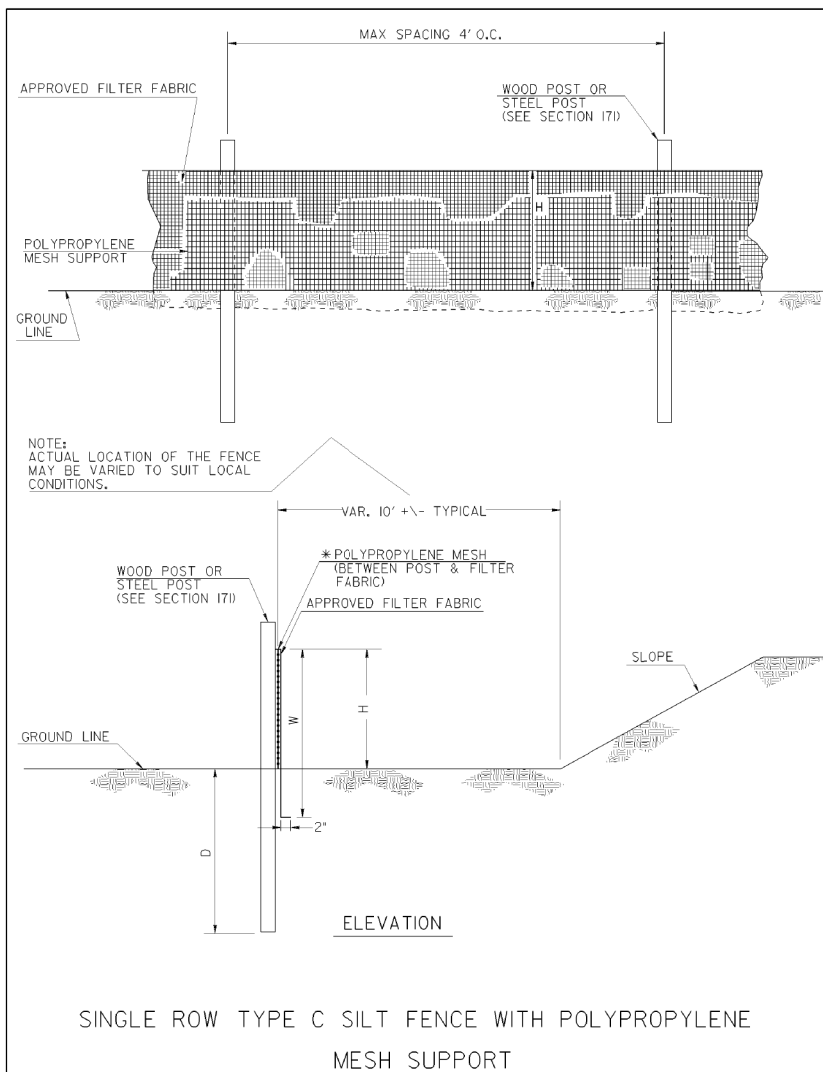 MAX SPACING 4' O.C.
APPROVED FILTER FABRIC
WOOD POST OR
STEEL POST
(SEE SECTION 171)
H
POLYPROPYLENE
MESH SUPPORT
GROUND
LINE
NOTE:
ACTUAL LOCATION OF THE FENCE
MAY BE VARIED TO SUIT LOCAL
CONDITIONS.
VAR. 10' +\- TYPICAL
* POLYPROPYLENE MESH
(BETWEEN POST & FILTER
FABRIC)
WOOD POST OR
STEEL POST
(SEE SECTION 171)
APPROVED FILTER FABRIC
SLOPE
W
H
GROUND LINE
2"
D
ELEVATION
SINGLE ROW TYPE C SILT FENCE WITH POLYPROPYLENE
MESH SUPPORT